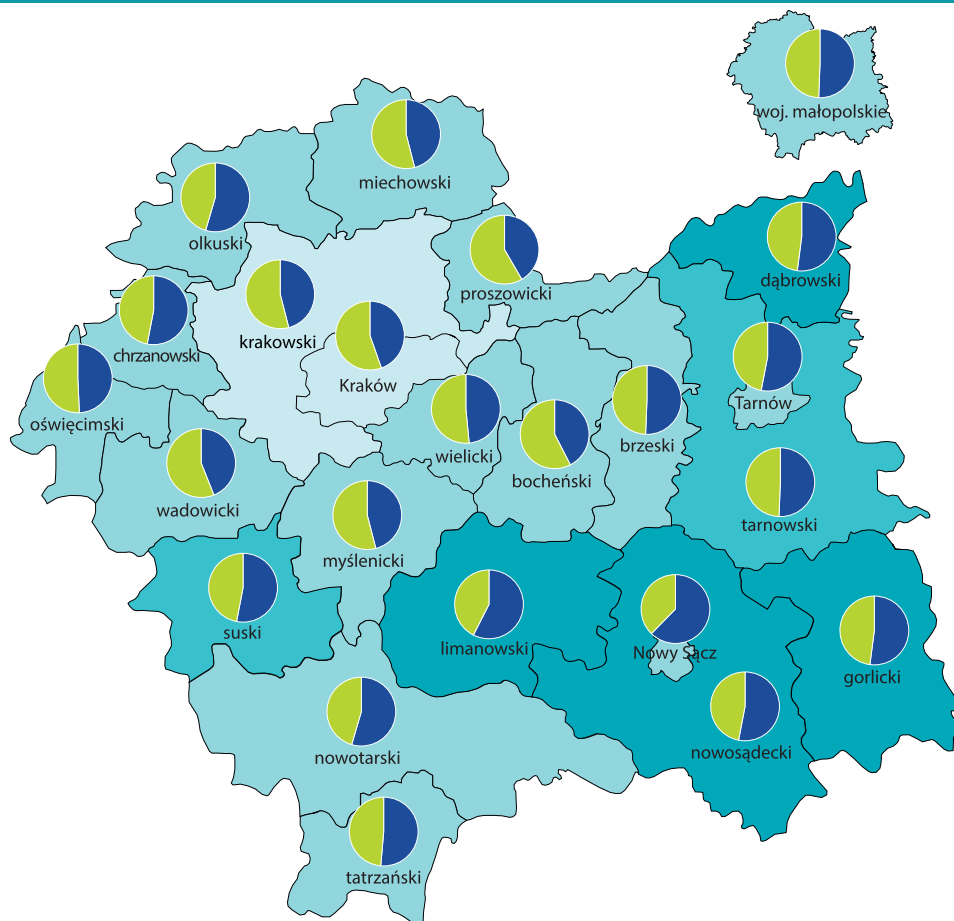 woj. małopolskie
miechowski
olkuski
dąbrowski
proszowicki
krakowski
chrzanowski
Kraków
Tarnów
oświęcimski
brzeski
wielicki
bocheński
wadowicki
tarnowski
myślenicki
suski
limanowski
Nowy Sącz
gorlicki
nowosądecki
nowotarski
tatrzański